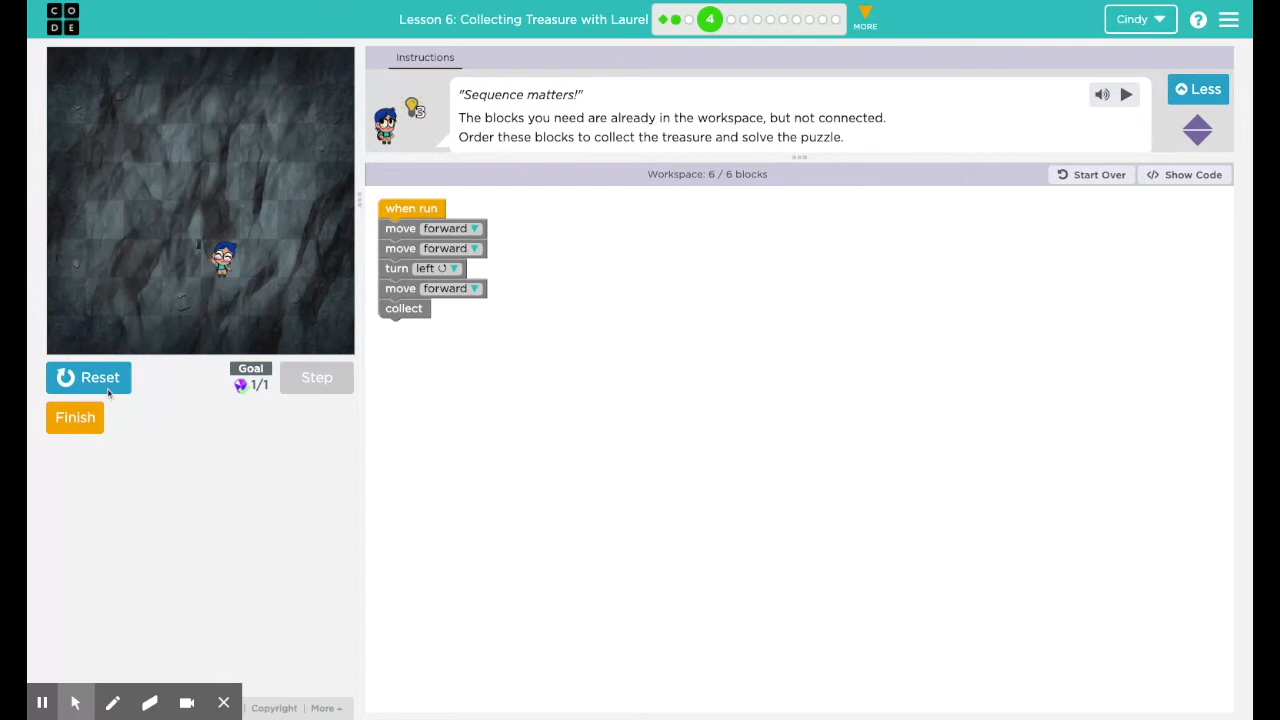 C O
D E
Lesson 6: Collecting Treasure with Laurel
4
MORE
Cindy
?
Instructions
3
"Sequence matters!"
The blocks you need are already in the workspace, but not connected.
Order these blocks to collect the treasure and solve the puzzle.
Less
Workspace: 6 / 6 blocks
Start Over
</> Show Code
when run
move forward
move forward
turn left
move forward
collect
Reset
Goal
1/1
Step
Finish
Copyright
More